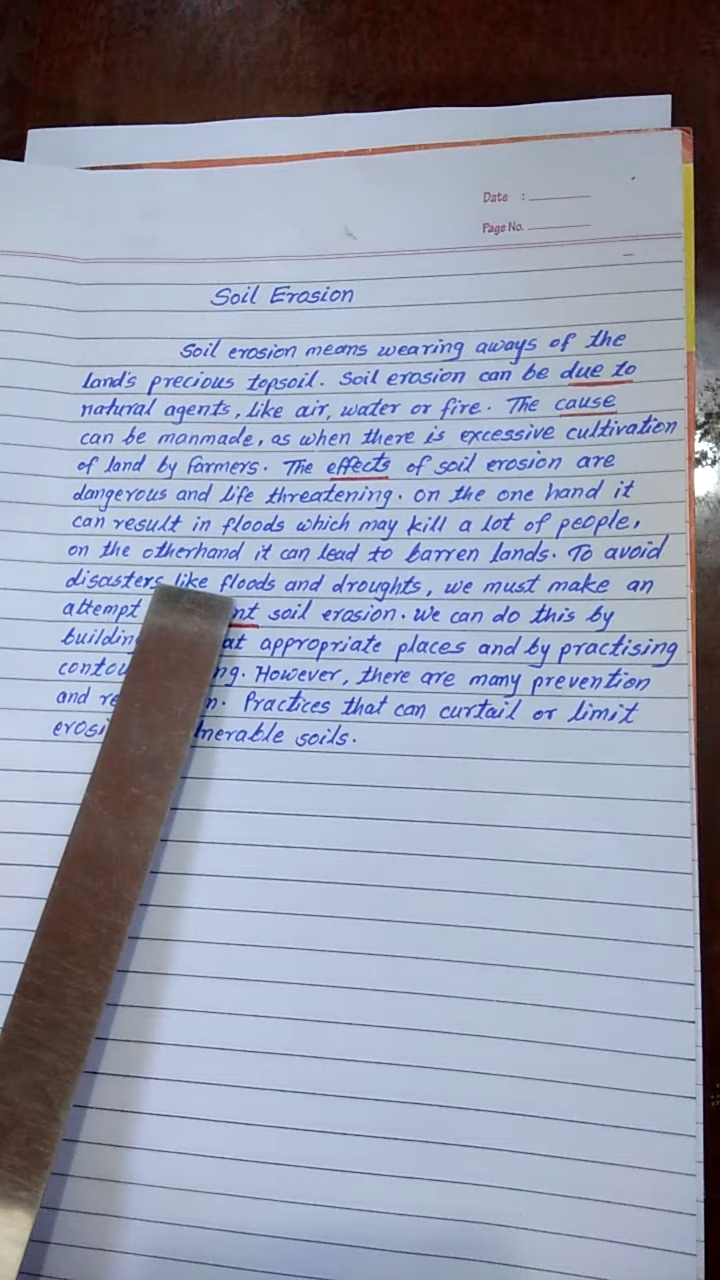 Date :
Page No.
Soil Erosion
Soil erosion means wearing aways of the
land's precious topsoil. Soil erosion can be due to
natural agents, like air, water or fire. The cause
can be manmade, as when there is excessive cultivation
of land by farmers. The effects of soil erosion are
dangerous and life threatening. on the one hand it
can result in floods which may kill a lot of people,
on the otherhand it can lead to barren lands. To avoid
disasters like floods and droughts, we must make an
attempt soil erosion. We can do this by
at appropriate places and by practising
However, there are many prevention
and Practices that can curtail or limit
soils.